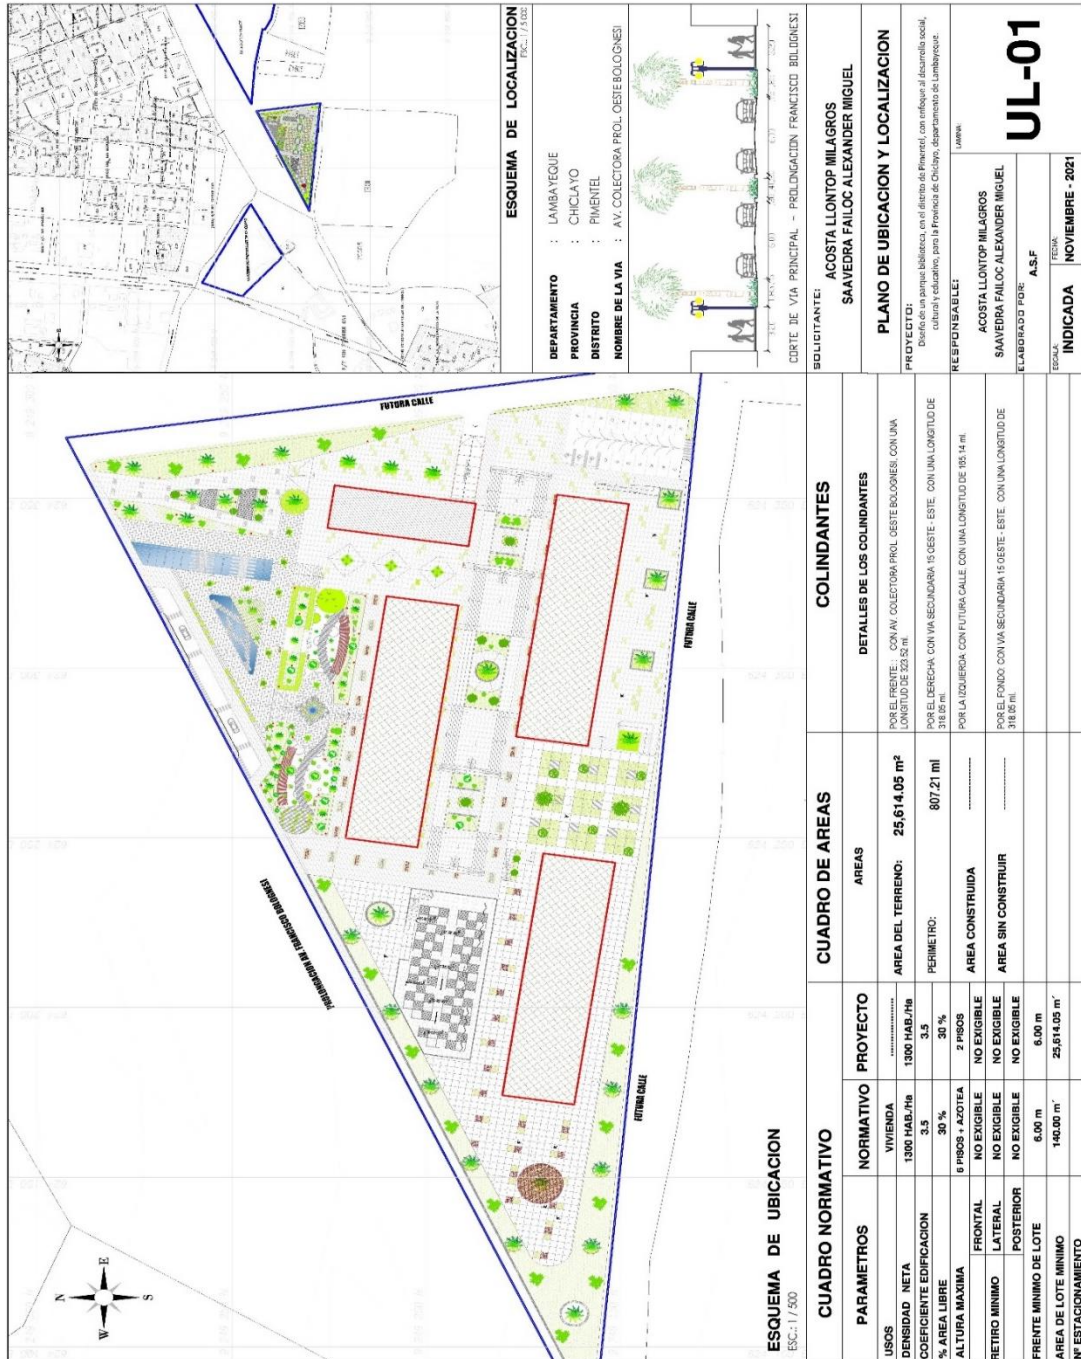 ESQUEMA DE LOCALIZACION
ESC.: 1 / 5 000
DEPARTAMENTO : LAMBAYEQUE
PROVINCIA : CHICLAYO
DISTRITO : PIMENTEL
NOMBRE DE LA VIA : AV. COLECTORA PROL. OESTE BOLOGNESI
CORTE DE VIA PRINCIPAL - PROLONGACION FRANCISCO BOLOGNESI
SOLICITANTE:
ACOSTA LLONTOP MILAGROS
SAAVEDRA FAILOC ALEXANDER MIGUEL
PLANO DE UBICACION Y LOCALIZACION
PROYECTO:
Diseño de un parque biblioteca, en el distrito de Pimentel, con enfoque al desarrollo social,
cultural y educativo, para la Provincia de Chiclayo, departamento de Lambayeque.
RESPONSABLE:
ACOSTA LLONTOP MILAGROS
SAAVEDRA FAILOC ALEXANDER MIGUEL
ELABORADO POR:
A.S.F
ESCALA:
INDICADA
FECHA:
NOVIEMBRE - 2021
LAMINA:
UL-01
N
W E
S
PROLONGACION AV. FRANCISCO BOLOGNESI
FUTURA CALLE
FUTURA CALLE
FUTURA CALLE
ESQUEMA DE UBICACION
ESC.: 1 / 500
CUADRO NORMATIVO
PARAMETROS NORMATIVO PROYECTO
USOS VIVIENDA
DENSIDAD NETA 1300 HAB./Ha 1300 HAB./Ha
COEFICIENTE EDIFICACION 3.5 3.5
% AREA LIBRE 30 % 30 %
ALTURA MAXIMA 6 PISOS + AZOTEA 2 PISOS
RETIRO MINIMO
FRONTAL NO EXIGIBLE NO EXIGIBLE
LATERAL NO EXIGIBLE NO EXIGIBLE
POSTERIOR NO EXIGIBLE NO EXIGIBLE
FRENTE MINIMO DE LOTE 6.00 m 6.00 m
AREA DE LOTE MINIMO 140.00 m² 25,614.05 m²
Nº ESTACIONAMIENTO
CUADRO DE AREAS
AREAS
AREA DEL TERRENO: 25,614.05 m²
PERIMETRO: 807.21 ml
AREA CONSTRUIDA
AREA SIN CONSTRUIR
COLINDANTES
DETALLES DE LOS COLINDANTES
POR EL FRENTE : CON AV. COLECTORA PROL. OESTE BOLOGNESI, CON UNA
LONGITUD DE 323.52 ml.
POR EL DERECHA: CON VIA SECUNDARIA 15 OESTE - ESTE, CON UNA LONGITUD DE
318.05 ml.
POR LA IZQUIERDA: CON FUTURA CALLE, CON UNA LONGITUD DE 165.14 ml.
POR EL FONDO: CON VIA SECUNDARIA 15 OESTE - ESTE, CON UNA LONGITUD DE
318.05 ml.